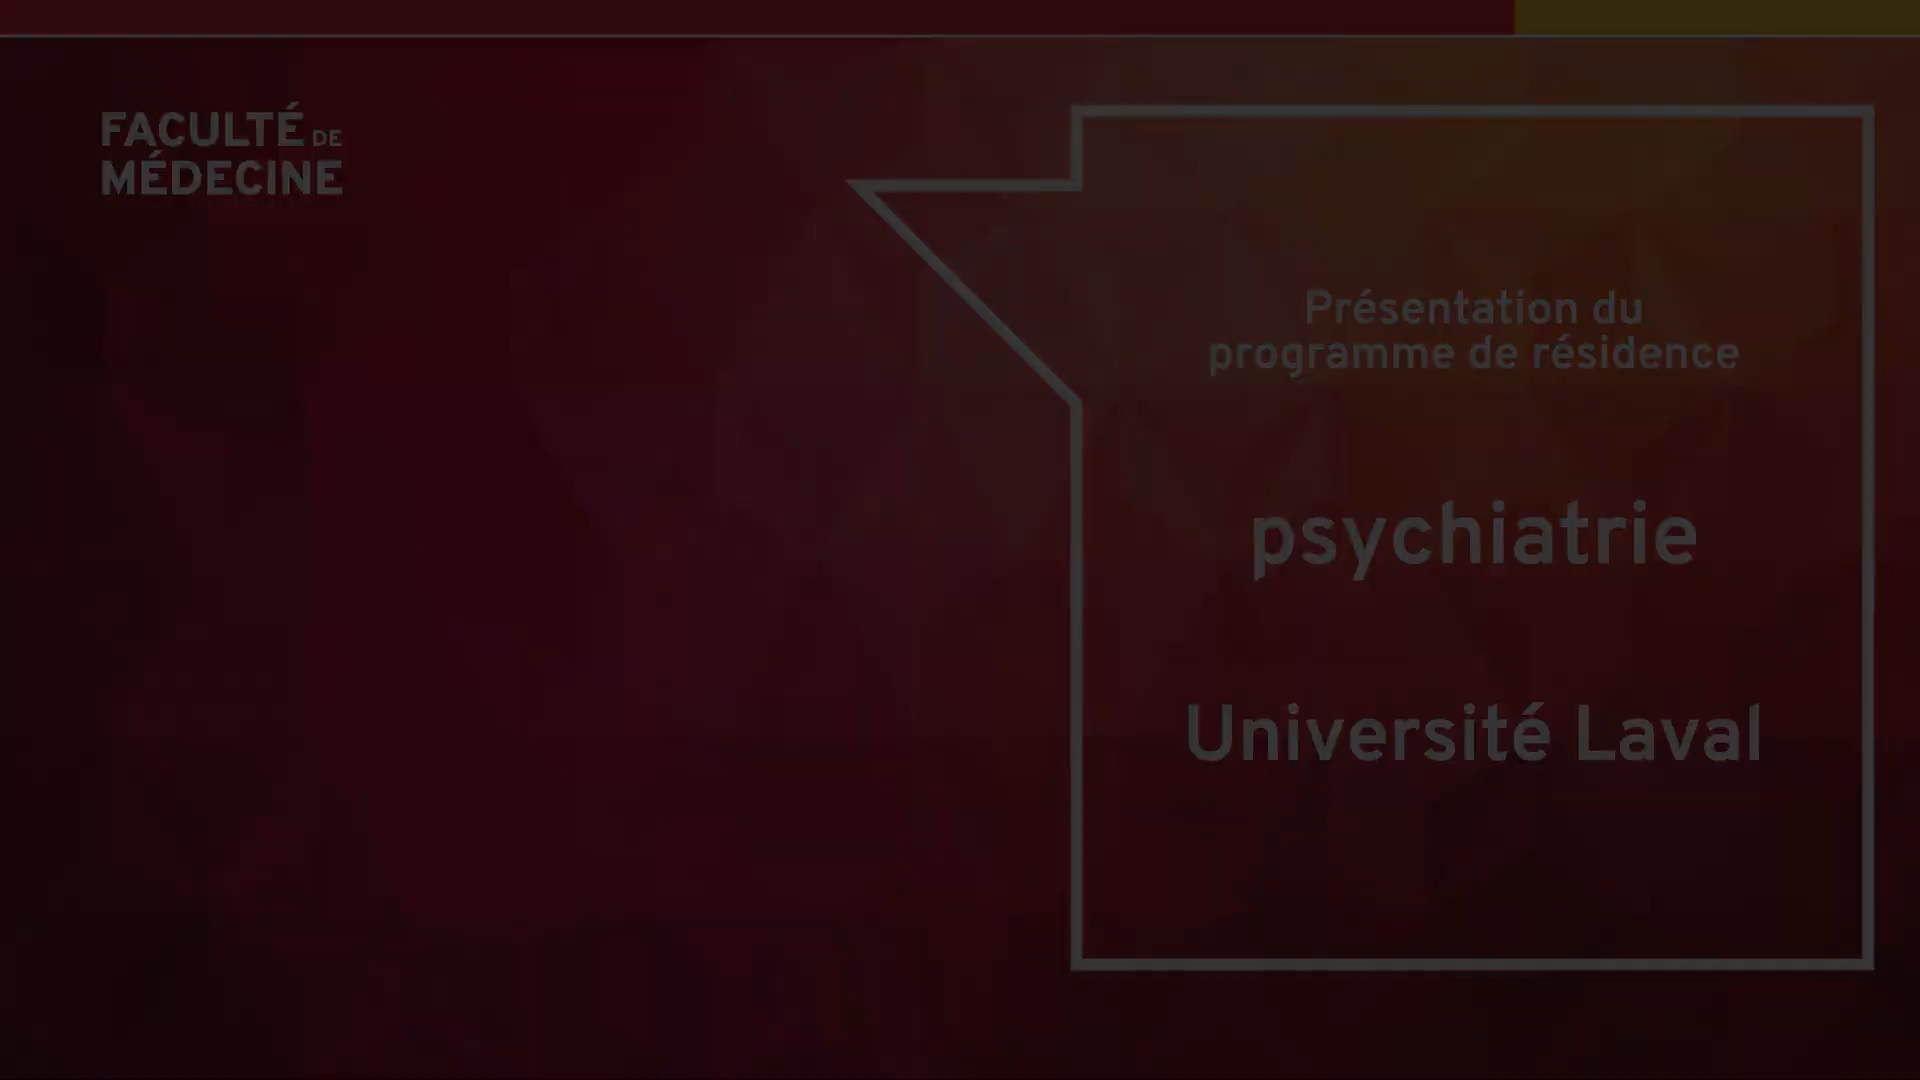 FACULTÉ DE
MÉDECINE
Présentation du
programme de résidence
psychiatrie
Université Laval